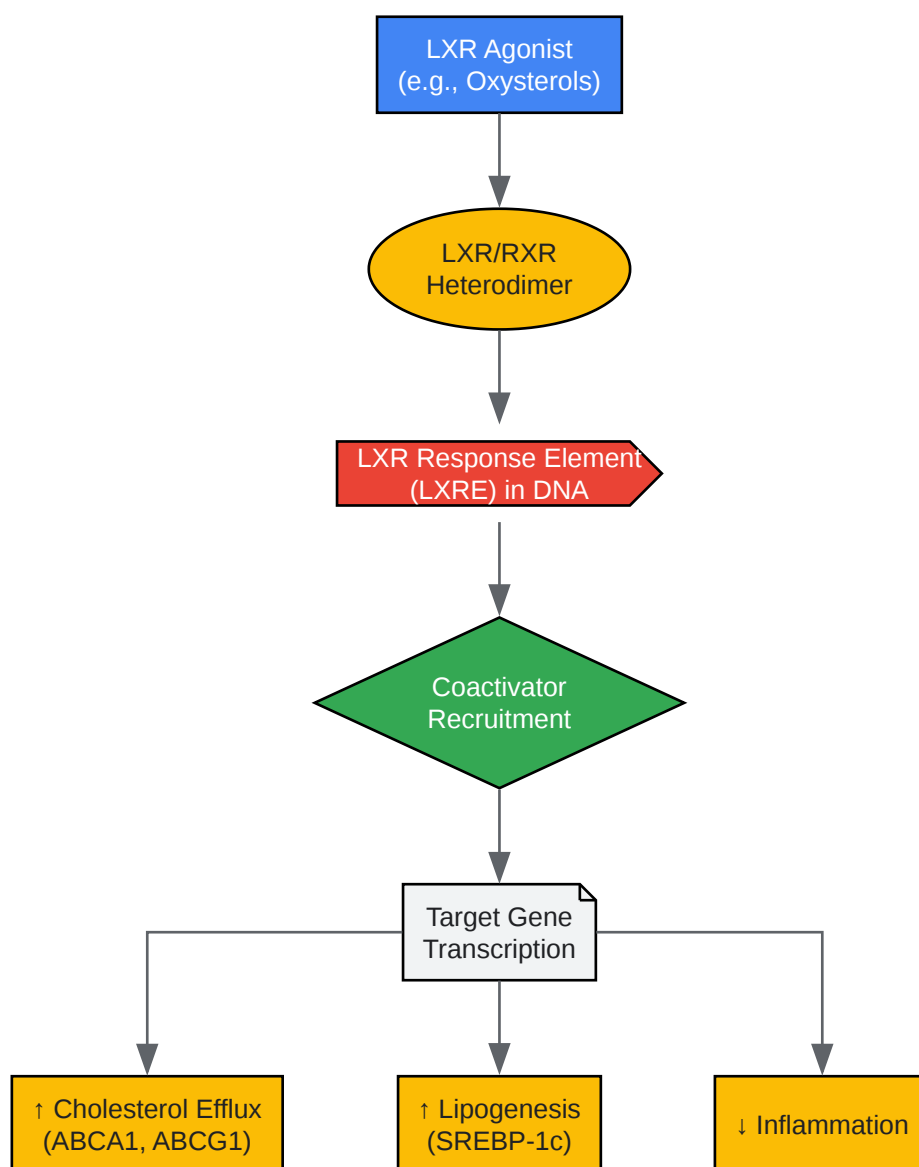 LXR Agonist
(e.g., Oxysterols)
LXR/RXR
Heterodimer
LXR Response Element
(LXRE) in DNA
Coactivator
Recruitment
Target Gene
Transcription
↑ Cholesterol Efflux
(ABCA1, ABCG1)
↑ Lipogenesis
(SREBP-1c)
↓ Inflammation